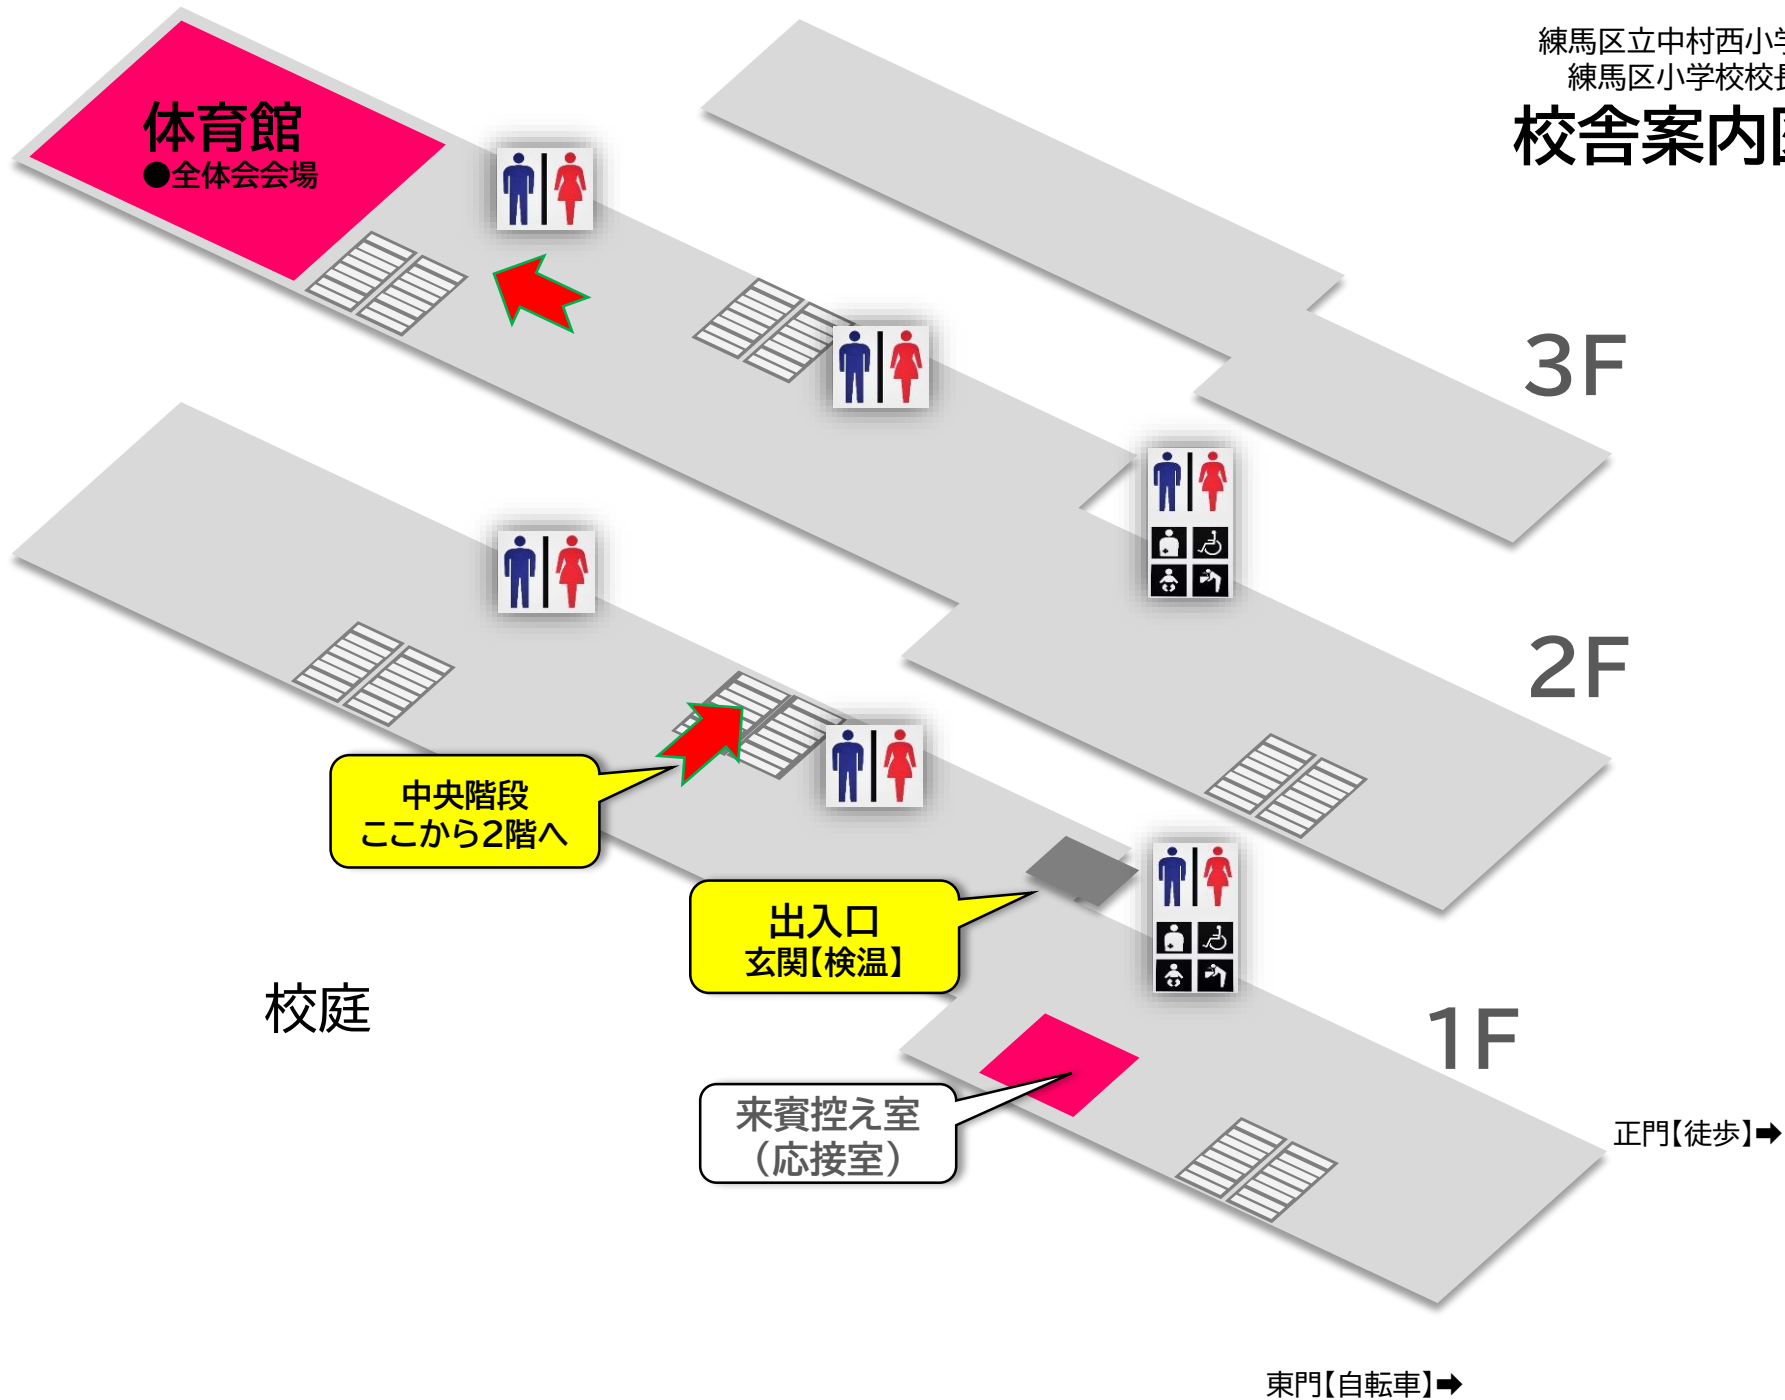 練馬区立中村西小学
練馬区小学校校長
校舎案内図
体育館
●全体会会場
3F
2F
中央階段
ここから2階へ
出入口
玄関【検温】
校庭
1F
来賓控え室
（応接室）
正門【徒歩】➡
東門【自転車】➡